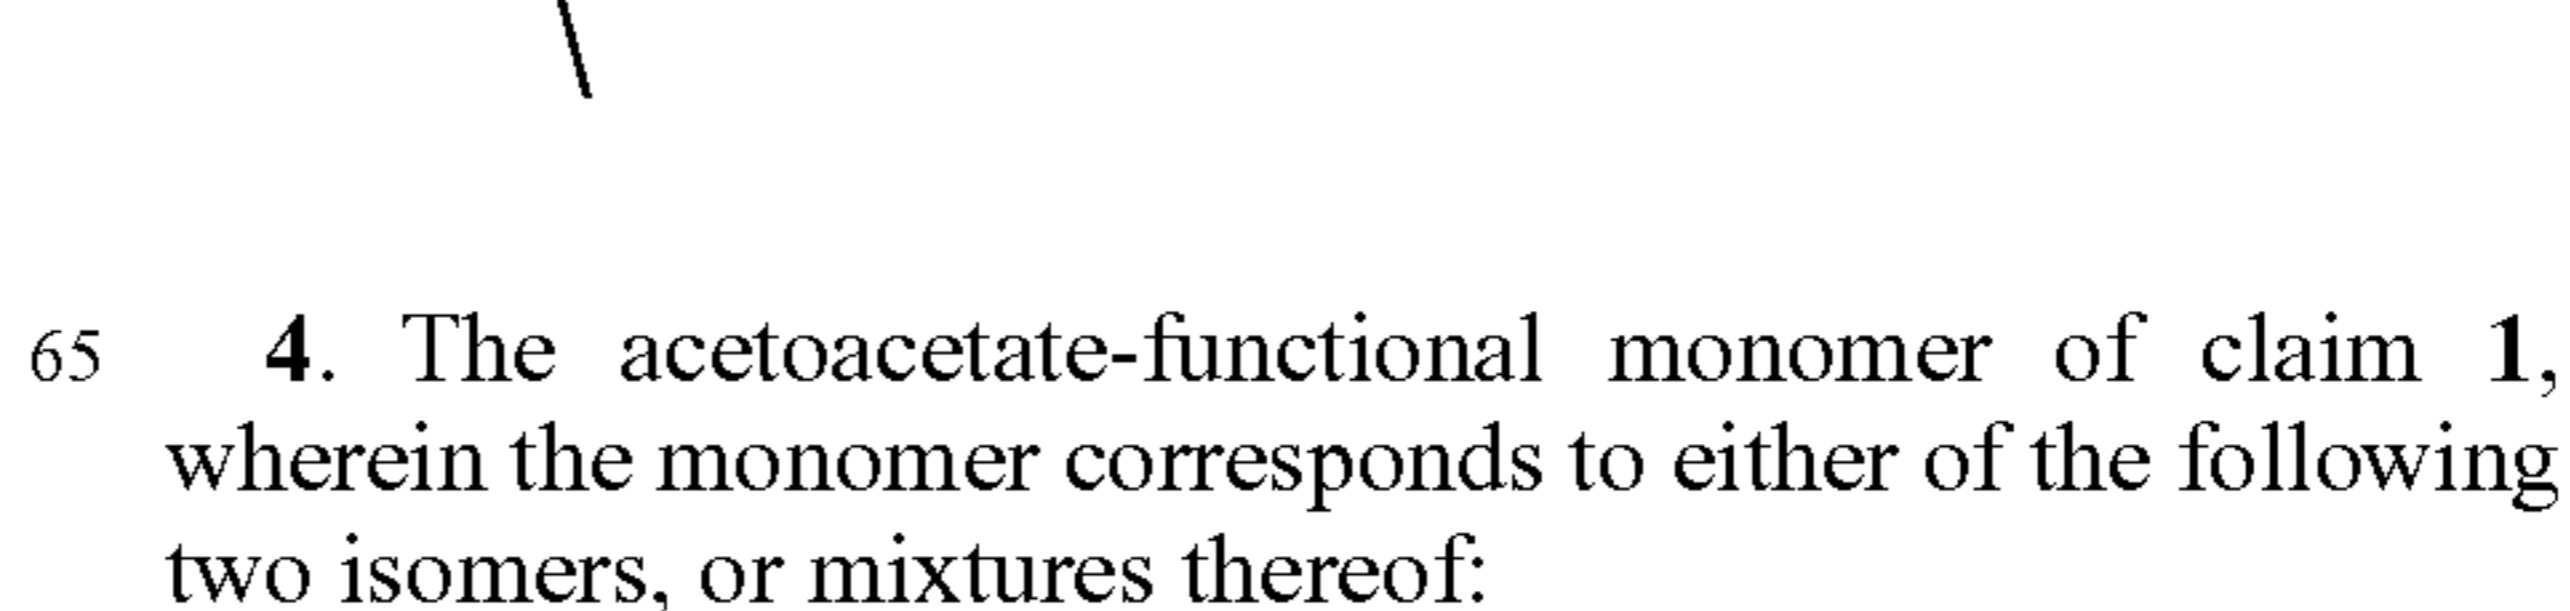 65 4. The acetoacetate-functional monomer of claim 1,
wherein the monomer corresponds to either of the following
two isomers, or mixtures thereof: